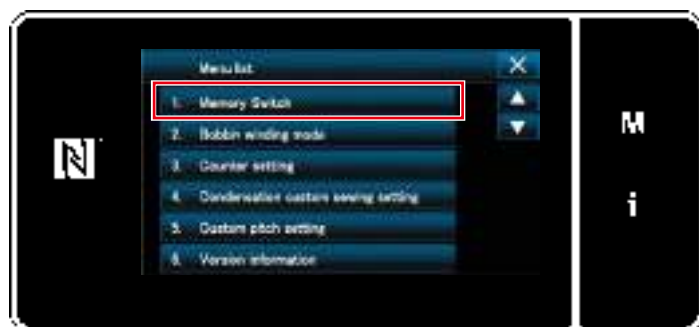 Menu list
1. Memory Switch
2. Bobbin winding mode
3. Counter setting
4. Condensation custom sewing setting
5. Custom pitch setting
6. Version information
M
i